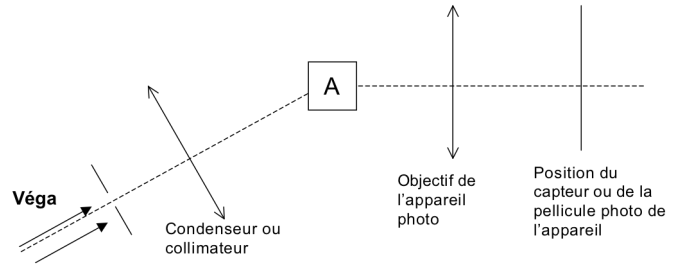 A
Véga
Condenseur ou
collimateur
Objectif de
l'appareil
photo
Position du
capteur ou de la
pellicule photo de
l'appareil